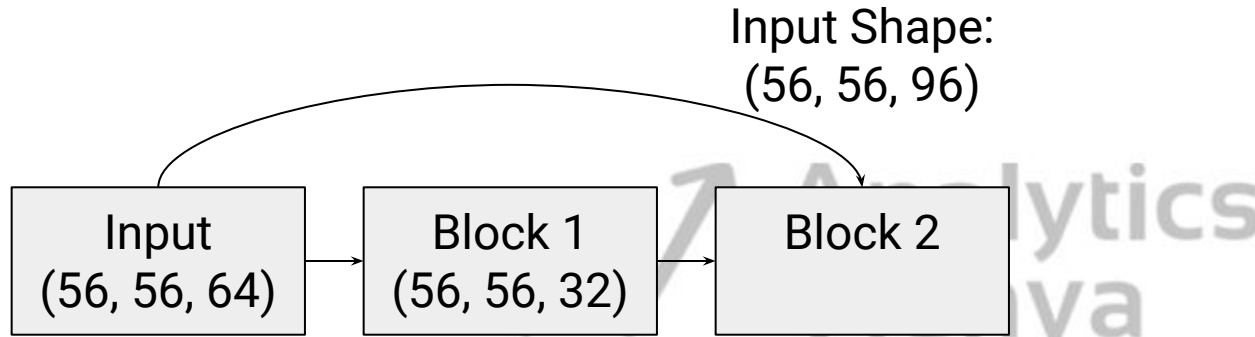 Input Shape:
(56, 56, 96)
Input
(56, 56, 64)
Block 1
(56, 56, 32)
Block 2